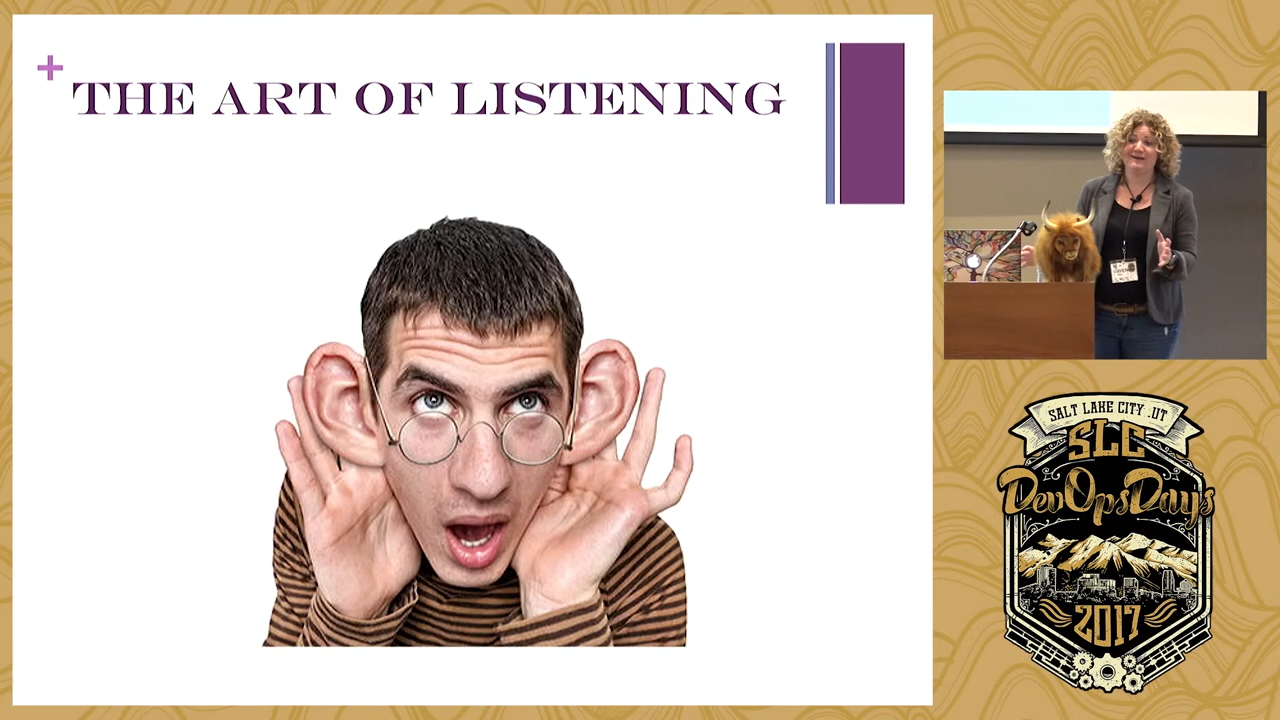 THE ART OF LISTENING
SALT LAKE CITY .UT
SLC
DevOpsDays
2017